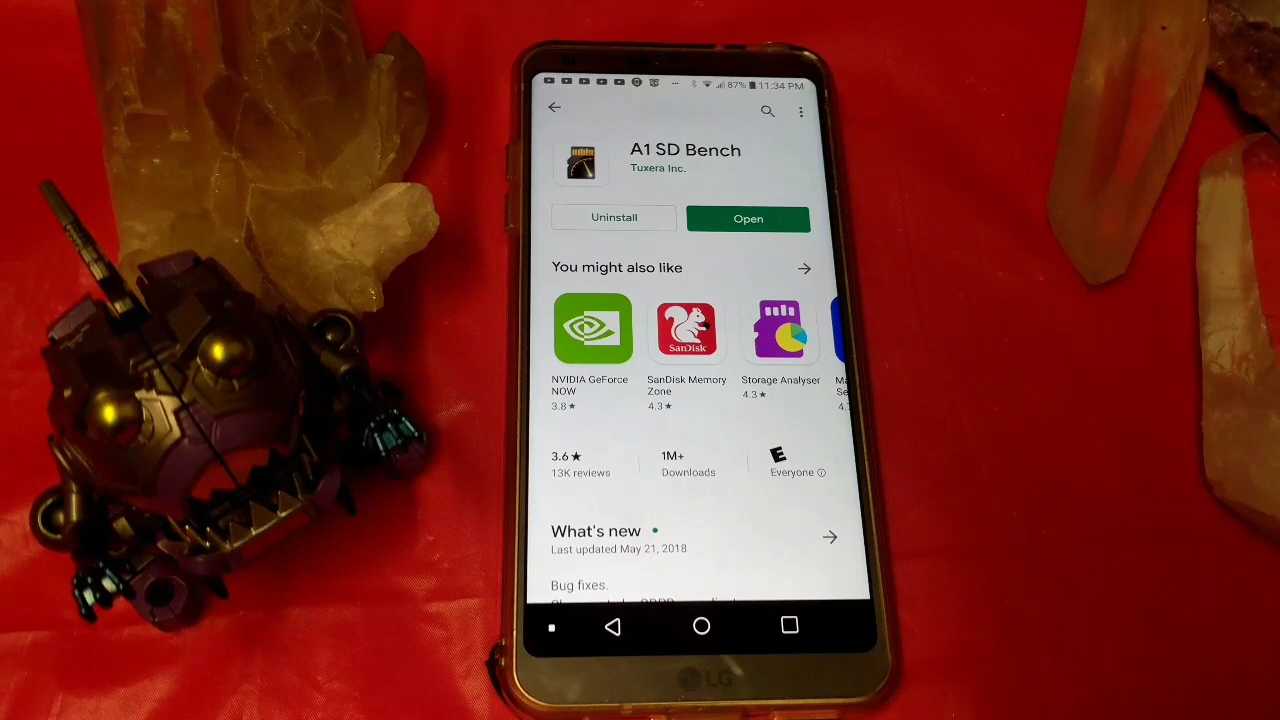 87% 11:34 PM
A1 SD Bench
Tuxera Inc.
Uninstall
Open
You might also like
SanDisk
NVIDIA GeForce NOW
3.8★
SanDisk Memory Zone
4.3★
Storage Analyser
4.3★
3.6★
13K reviews
1M+
Downloads
E
Everyone
What's new
Last updated May 21, 2018
Bug fixes.
LG